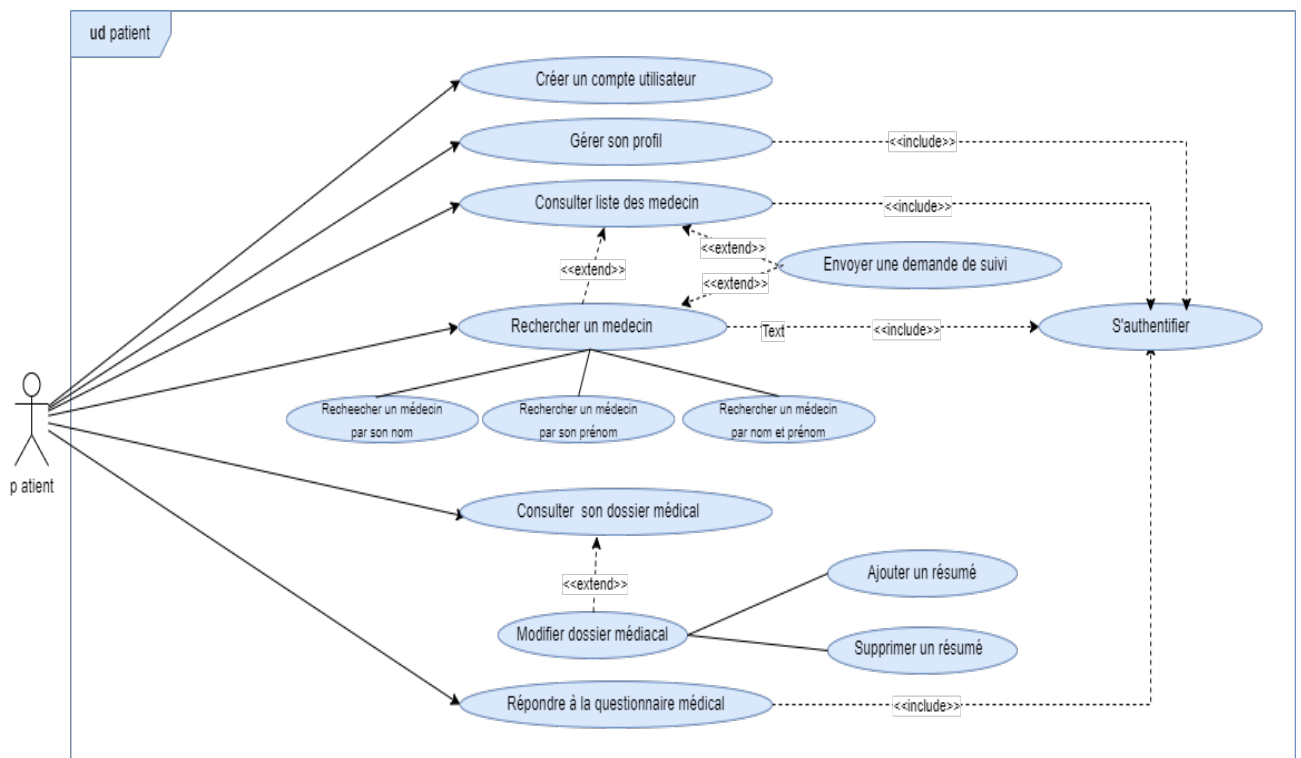 ud patient
Créer un compte utilisateur
Gérer son profil
<<include>>
Consulter liste des medecin
<<include>>
<<extend>>
Envoyer une demande de suivi
<<extend>>
<<extend>>
Rechercher un medecin
Text
<<include>>
S'authentifier
Recheecher un médecin
par son nom
Rechercher un médecin
par son prénom
Rechercher un médecin
par nom et prénom
p atient
Consulter son dossier médical
<<extend>>
Ajouter un résumé
Modifier dossier médiacal
Supprimer un résumé
Répondre à la questionnaire médical
<<include>>